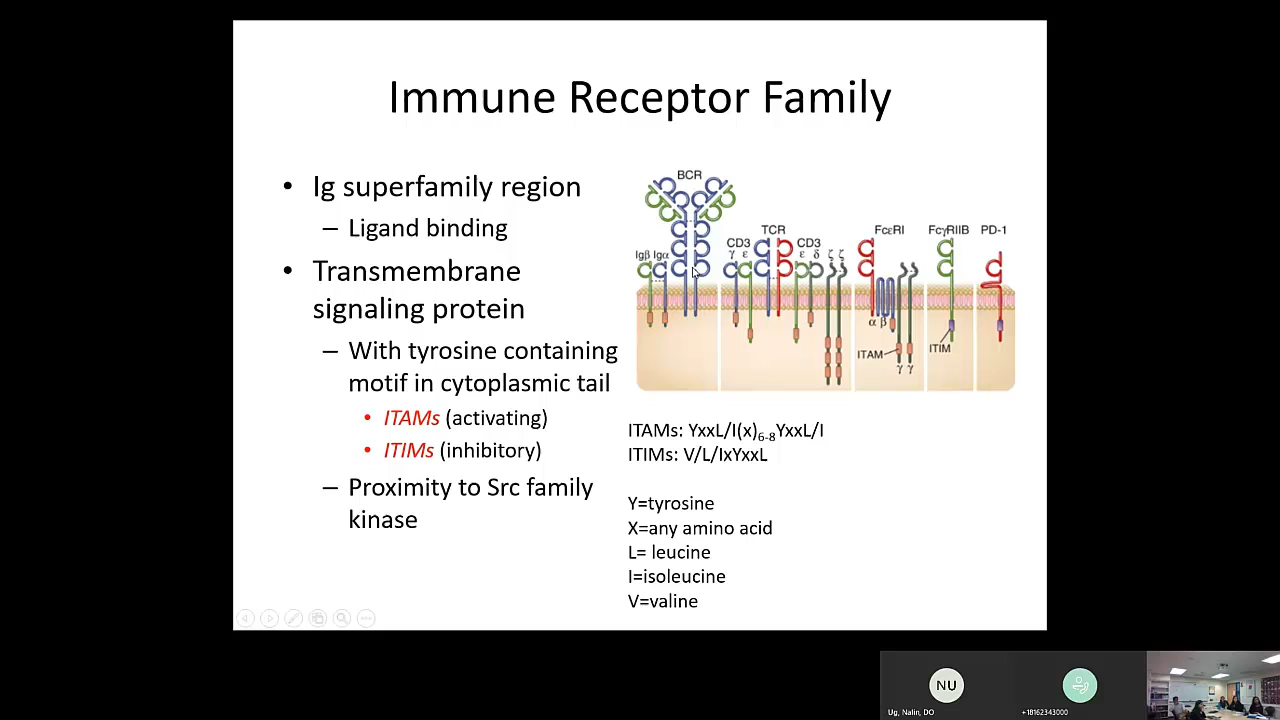 Immune Receptor Family
• Ig superfamily region
– Ligand binding
• Transmembrane
signaling protein
– With tyrosine containing
motif in cytoplasmic tail
• ITAMs (activating)
• ITIMs (inhibitory)
– Proximity to Src family
kinase
BCR
Igβ Igα
CD3
γ ε
TCR
CD3
ε δ ζ ζ
FcεRI
α β
ITAM
γ γ
FcγRIIB
ITIM
PD-1
ITAMs: YxxL/I(x)6-8YxxL/I
ITIMs: V/L/IxYxxL
Y=tyrosine
X=any amino acid
L= leucine
I=isoleucine
V=valine
NU
Ug, Nalin, DO
+18162343000